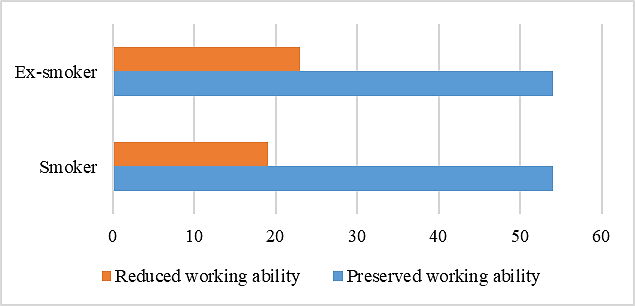 Ex-smoker
Smoker
0 10 20 30 40 50 60
Reduced working ability Preserved working ability